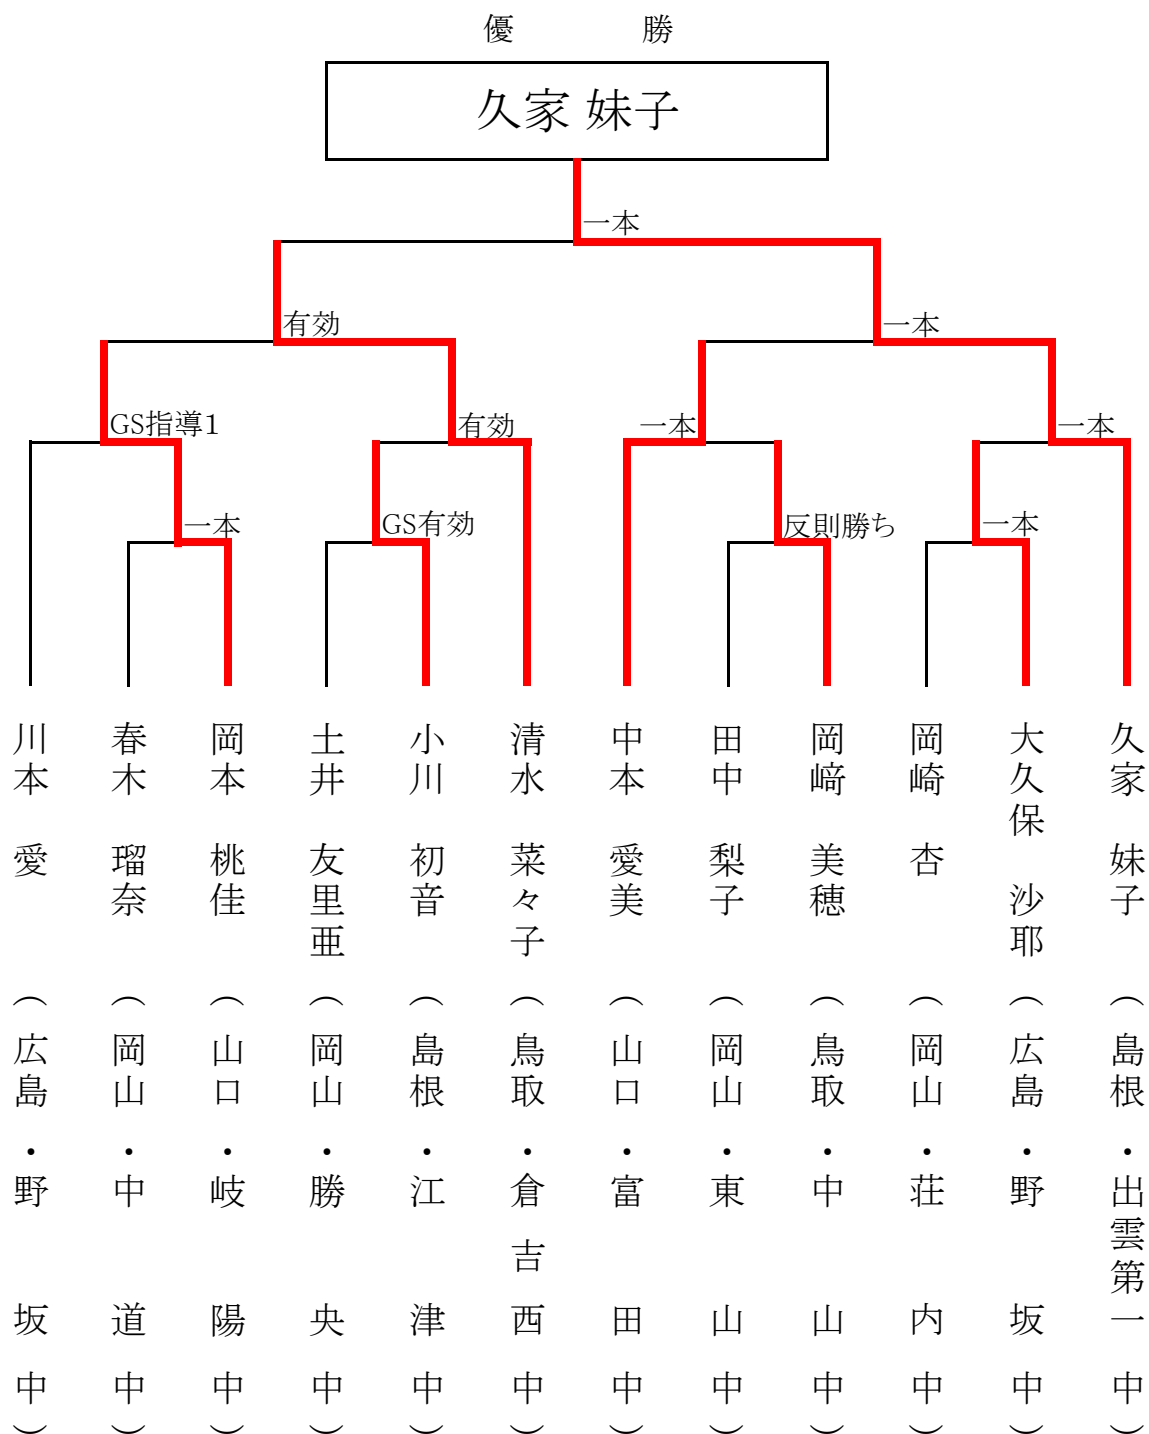 優 勝
久家 妹子
一本
有効
一本
GS指導1
有効
一本
一本
一本
GS有効
反則勝ち
一本
川本 愛 (広島・野坂中)
春木 瑠奈 (岡山・中道中)
岡本 桃佳 (山口・岐陽中)
土井 友里亜 (岡山・勝央中)
小川 初音 (島根・江津中)
清水 菜々子 (鳥取・倉吉西中)
中本 愛美 (山口・富田中)
田中 梨子 (岡山・東山中)
岡﨑 美穂 (鳥取・中山中)
岡崎 杏 (岡山・荘内中)
大久保 沙耶 (広島・野坂中)
久家 妹子 (島根・出雲第一中)